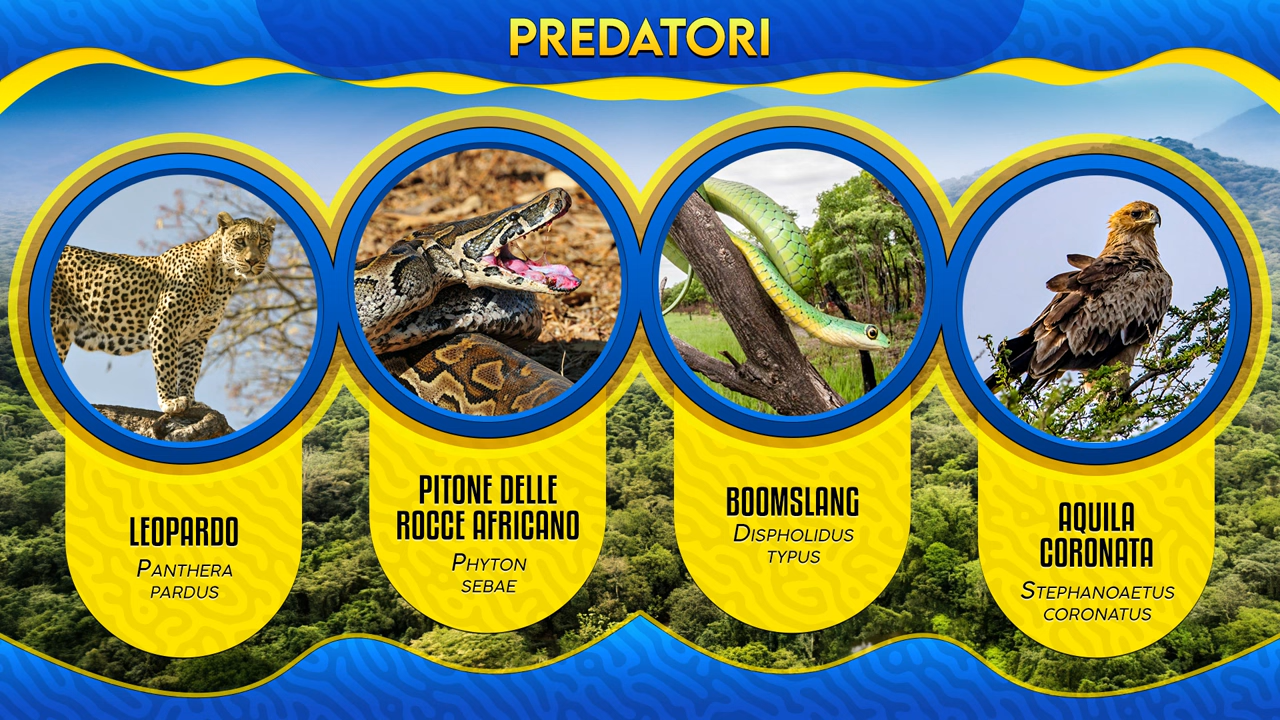 PREDATORI
LEOPARDO
PANTHERA
PARDUS
PITONE DELLE
ROCCE AFRICANO
PHYTON
SEBAE
BOOMSLANG
DISPHOLIDUS
TYPUS
AQUILA
CORONATA
STEPHANOAETUS
CORONATUS